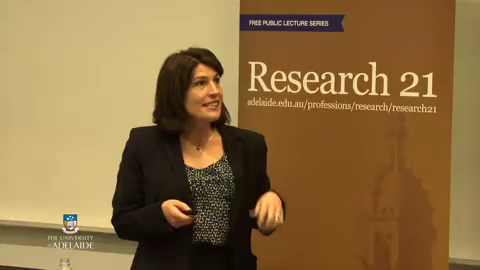 FREE PUBLIC LECTURE SERIES
Research 21
adelaide.edu.au/professions/research/research21
THE UNIVERSITY
of ADELAIDE